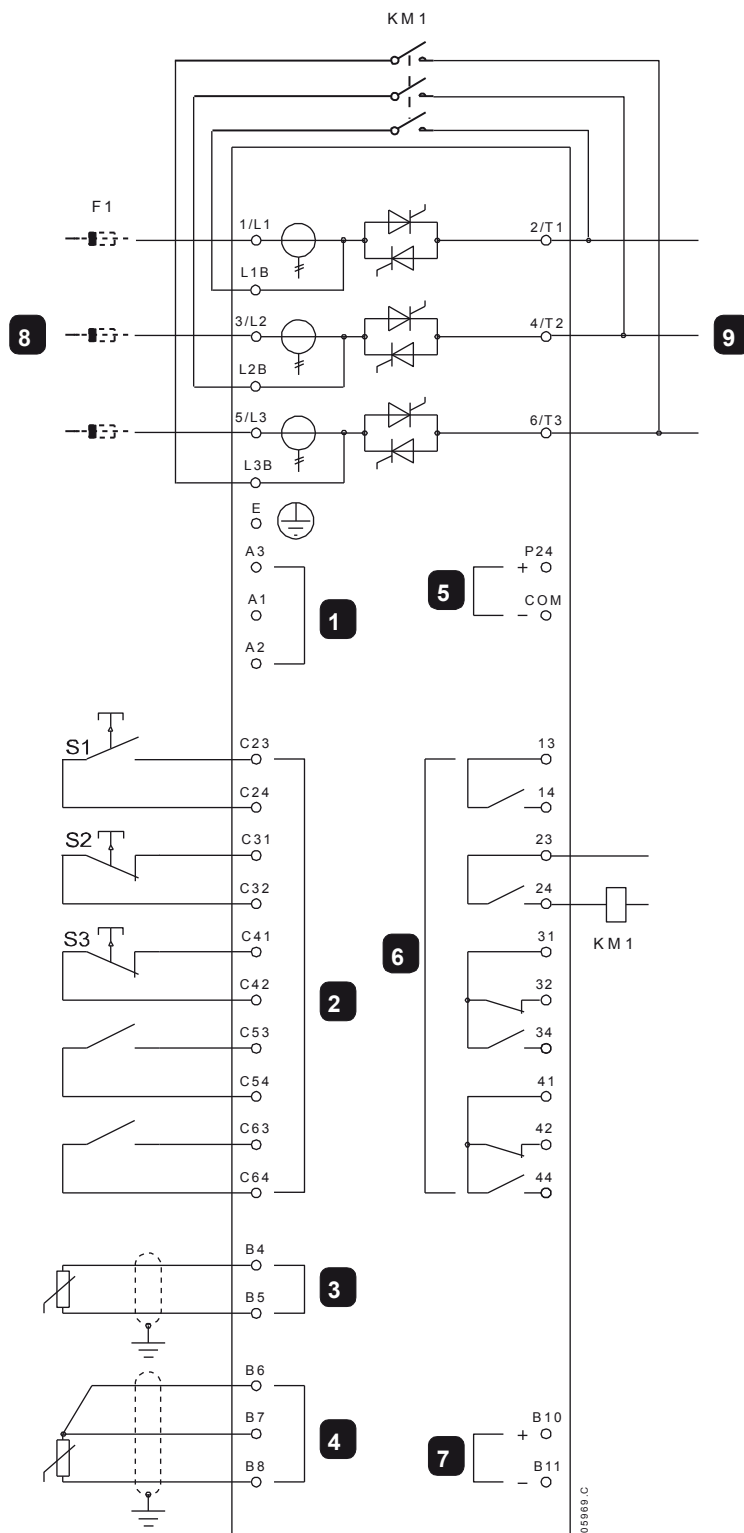 KM1
F1
1/L1
2/T1
L1B
8
3/L2
4/T2
9
L2B
5/L3
6/T3
L3B
E
A3
P24
+
5
1
A1
COM
-
A2
S1
C23
13
C24
14
S2
C31
23
C32
24
KM1
S3
C41
31
6
2
C42
32
C53
34
C54
41
C63
42
C64
44
B4
3
B5
B6
B7
B10
+
4
7
B8
B11
-
05969.C